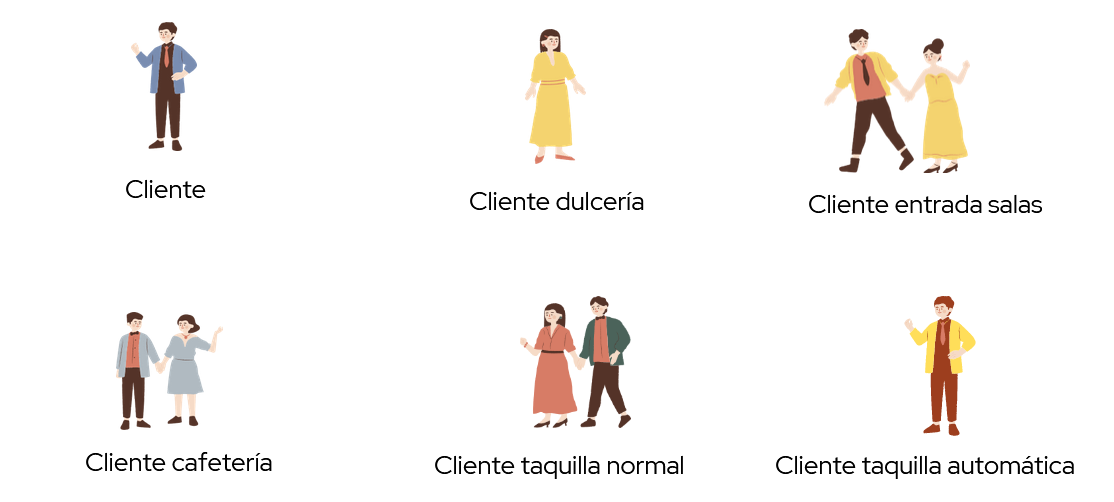 Cliente
Cliente dulcería
Cliente entrada salas
Cliente cafetería
Cliente taquilla normal
Cliente taquilla automática